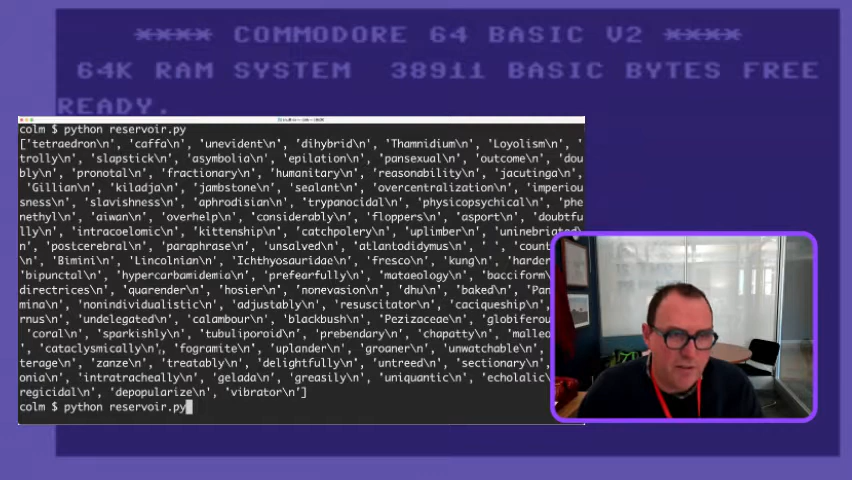 **** COMMODORE 64 BASIC V2 ****
64K RAM SYSTEM 38911 BASIC BYTES FREE
READY.
colm $ python reservoir.py
['tetraedron\n', 'caffa\n', 'unevident\n', 'dihybrid\n', 'Thamnidium\n', 'Loyolism\n', '
trolly\n', 'slapstick\n', 'asymbolia\n', 'epilation\n', 'pansexual\n', 'outcome\n', 'dou
bly\n', 'pronotal\n', 'fractionary\n', 'humanitary\n', 'reasonability\n', 'jacutinga\n',
'Gillian\n', 'kiladja\n', 'jambstone\n', 'sealant\n', 'overcentralization\n', 'imperiou
sness\n', 'slavishness\n', 'aphrodisian\n', 'trypanocidal\n', 'physicopsychical\n', 'phe
nethyl\n', 'aiwan\n', 'overhelp\n', 'considerably\n', 'floppers\n', 'asport\n', 'doubtfu
lly\n', 'intracoelomic\n', 'kittenship\n', 'catchpolery\n', 'uplimber\n', 'uninebriated\
n', 'postcerebral\n', 'paraphrase\n', 'unsalved\n', 'atlantodidymus\n', ' ', 'count
\n', 'Bimini\n', 'Lincolnian\n', 'Ichthyosauridae\n', 'fresco\n', 'kung\n', 'harden
'bipunctal\n', 'hypercarbamidemia\n', 'prefearfully\n', 'mataeology\n', 'bacciform
directrices\n', 'quarender\n', 'hosier\n', 'nonevasion\n', 'dhu\n', 'baked\n', 'Pan
mina\n', 'nonindividualistic\n', 'adjustably\n', 'resuscitator\n', 'caciqueship\n',
rnus\n', 'undelegated\n', 'calambour\n', 'blackbush\n', 'Pezizaceae\n', 'globiferou
'coral\n', 'sparkishly\n', 'tubuliporoid\n', 'prebendary\n', 'chapatty\n', 'malleo
', 'cataclysmically\n', 'fogramite\n', 'uplander\n', 'groaner\n', 'unwatchable\n',
terage\n', 'zanze\n', 'treatably\n', 'delightfully\n', 'untreed\n', 'sectionary\n',
onia\n', 'intratracheally\n', 'gelada\n', 'greasily\n', 'uniquantic\n', 'echolalic\
regicidal\n', 'depopularize\n', 'vibrator\n']
colm $ python reservoir.py